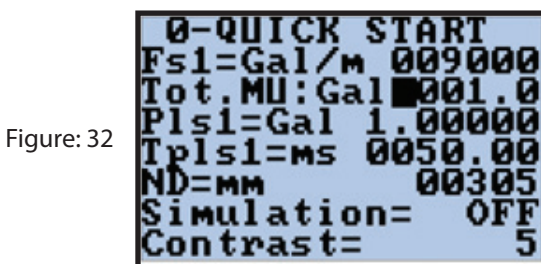 Figure: 32
0-QUICK START
Fs1=Gal/m 009000
Tot.MU:Gal 001.0
Pls1=Gal 1.00000
Tpls1=ms 0050.00
ND=mm 00305
Simulation= OFF
Contrast= 5